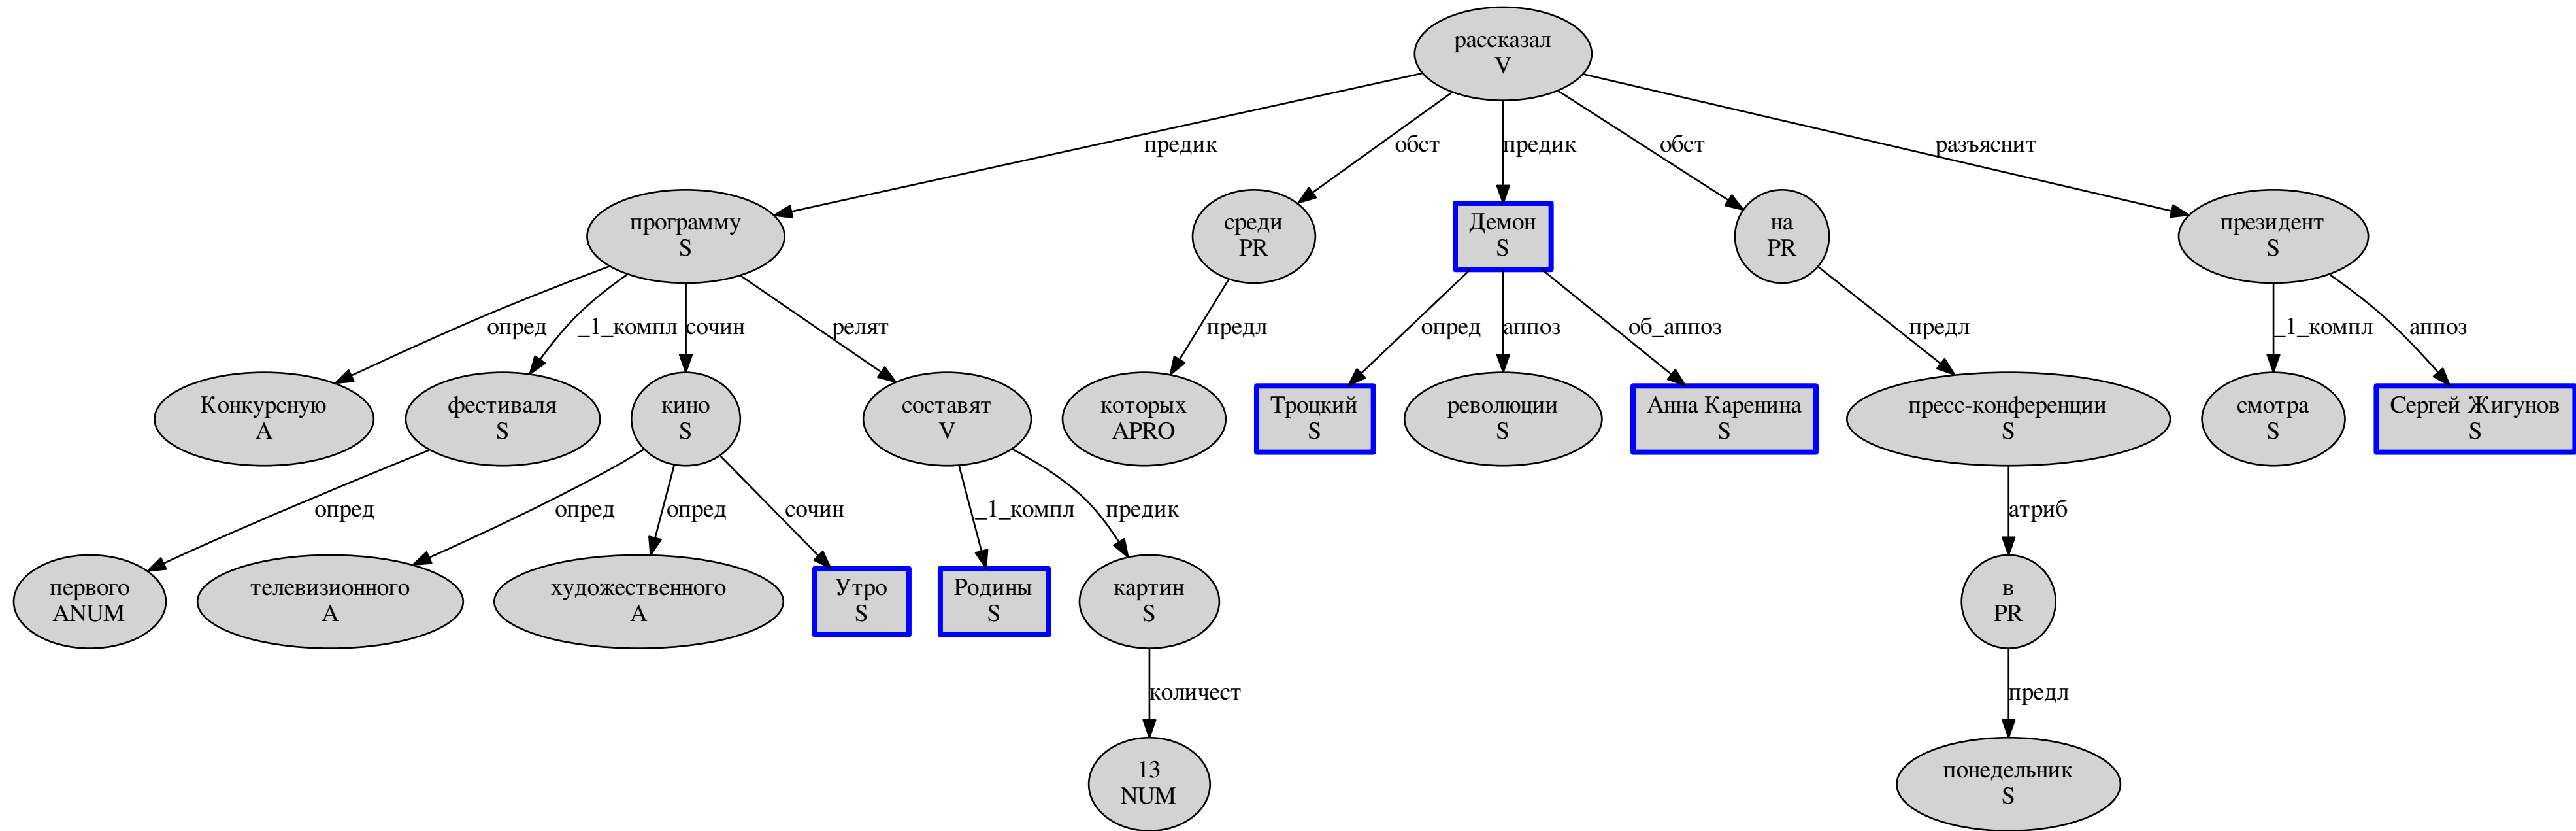 рассказал
V
предик
обст
предик
обст
разъяснит
программу
S
среди
PR
Демон
S
на
PR
президент
S
опред
_1_компл
сочин
релят
предл
опред
аппоз
об_аппоз
предл
_1_компл
аппоз
Конкурсную
A
фестиваля
S
кино
S
составят
V
которых
APRO
Троцкий
S
революции
S
Анна Каренина
S
пресс-конференции
S
смотра
S
Сергей Жигунов
S
опред
опред
опред
сочин
_1_компл
предик
атриб
первого
ANUM
телевизионного
A
художественного
A
Утро
S
Родины
S
картин
S
в
PR
количест
предл
13
NUM
понедельник
S